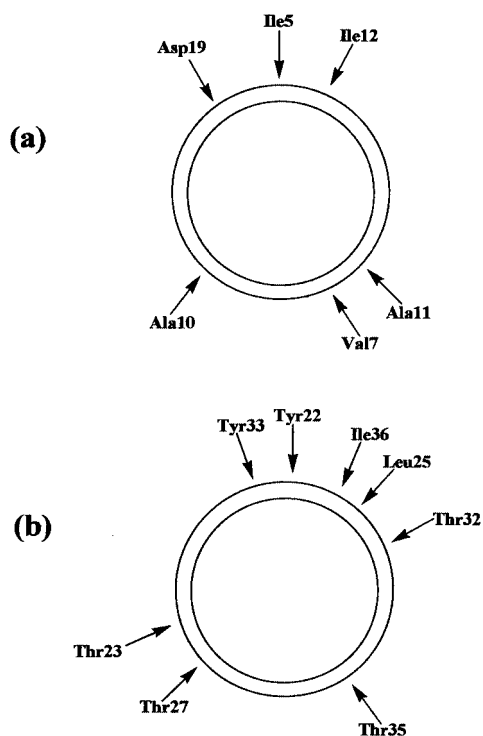 Ile5
Ile12
Asp19
(a)
Ala10
Ala11
Val7
Tyr22
Tyr33
Ile36
Leu25
Thr32
(b)
Thr23
Thr27
Thr35